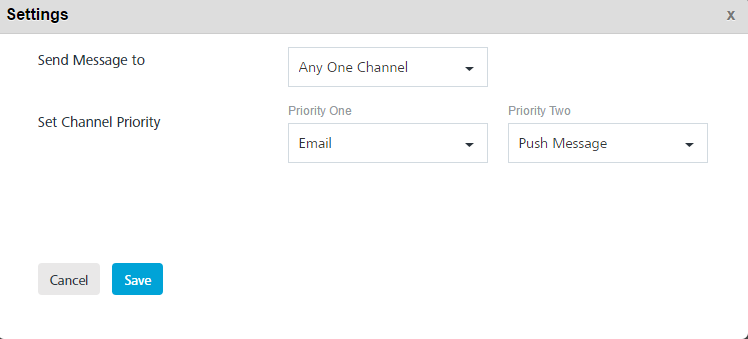 Settings
x
Send Message to
Any One Channel
Priority One
Priority Two
Set Channel Priority
Email
Push Message
Cancel
Save